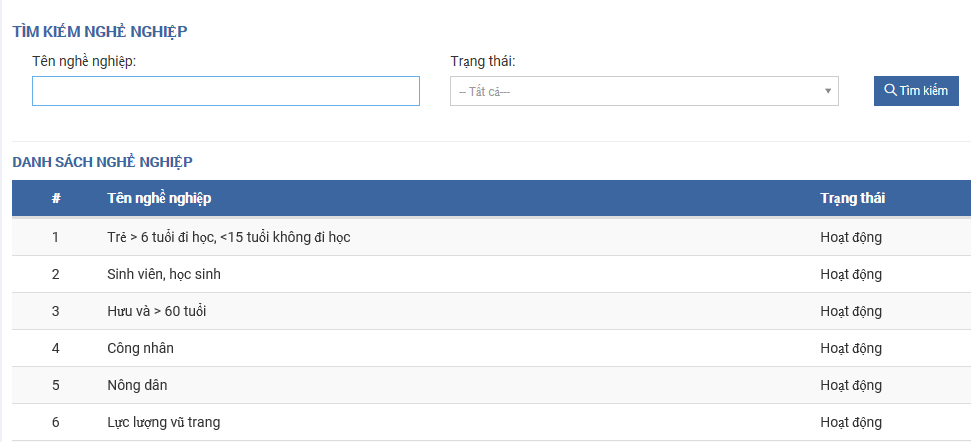 TÌM KIẾM NGHỀ NGHIỆP
Tên nghề nghiệp: Trạng thái:
-- Tất cả--- Tìm kiếm
DANH SÁCH NGHỀ NGHIỆP
# Tên nghề nghiệp Trạng thái
1 Trẻ > 6 tuổi đi học, <15 tuổi không đi học Hoạt động
2 Sinh viên, học sinh Hoạt động
3 Hưu và > 60 tuổi Hoạt động
4 Công nhân Hoạt động
5 Nông dân Hoạt động
6 Lực lượng vũ trang Hoạt động